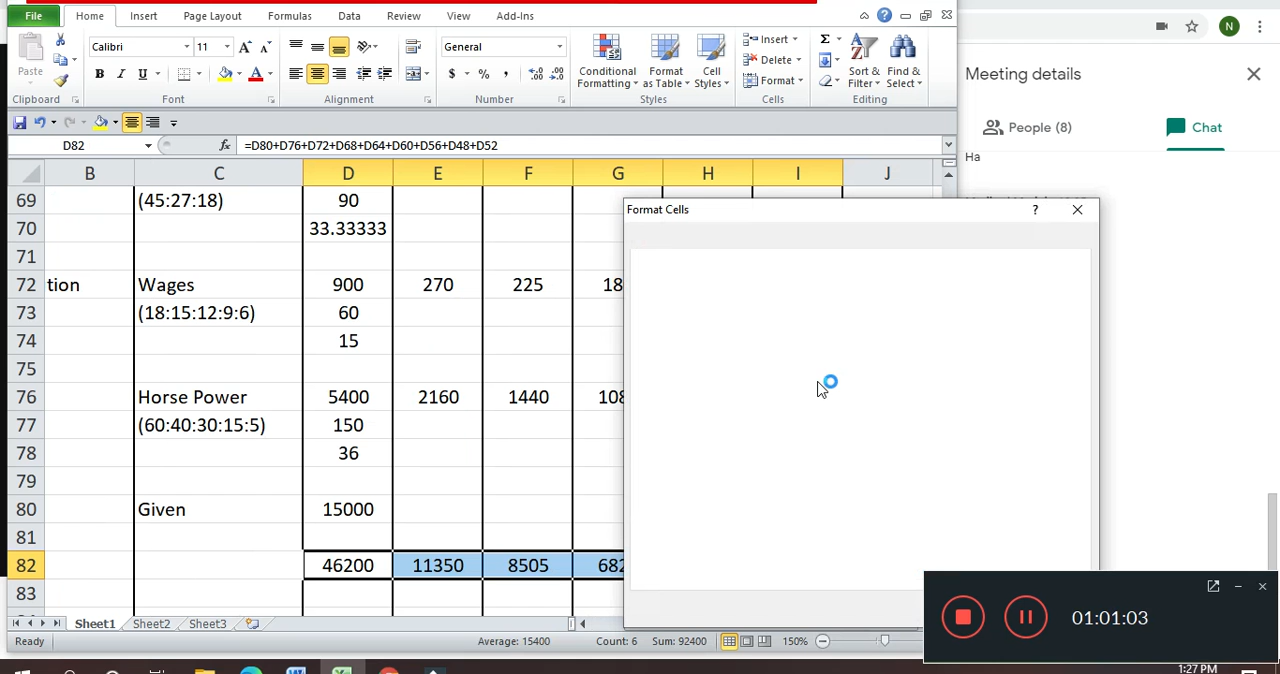 File Home Insert Page Layout Formulas Data Review View Add-Ins
N
Paste
Calibri 11
B I U
General
$ % ,
Conditional Formatting
Format as Table
Cell Styles
Insert
Delete
Format
Sort & Filter
Find & Select
Clipboard Font Alignment Number Styles Cells Editing
D82 fx =D80+D76+D72+D68+D64+D60+D56+D48+D52
B C D E F G H I J
69 (45:27:18) 90
70 33.33333
71
72 tion Wages 900 270 225 18
73 (18:15:12:9:6) 60
74 15
75
76 Horse Power 5400 2160 1440 108
77 (60:40:30:15:5) 150
78 36
79
80 Given 15000
81
82 46200 11350 8505 682
83
Sheet1 Sheet2 Sheet3
Ready Average: 15400 Count: 6 Sum: 92400 150%
Format Cells ?
Meeting details
People (8) Chat
Ha
01:01:03
1:27 PM